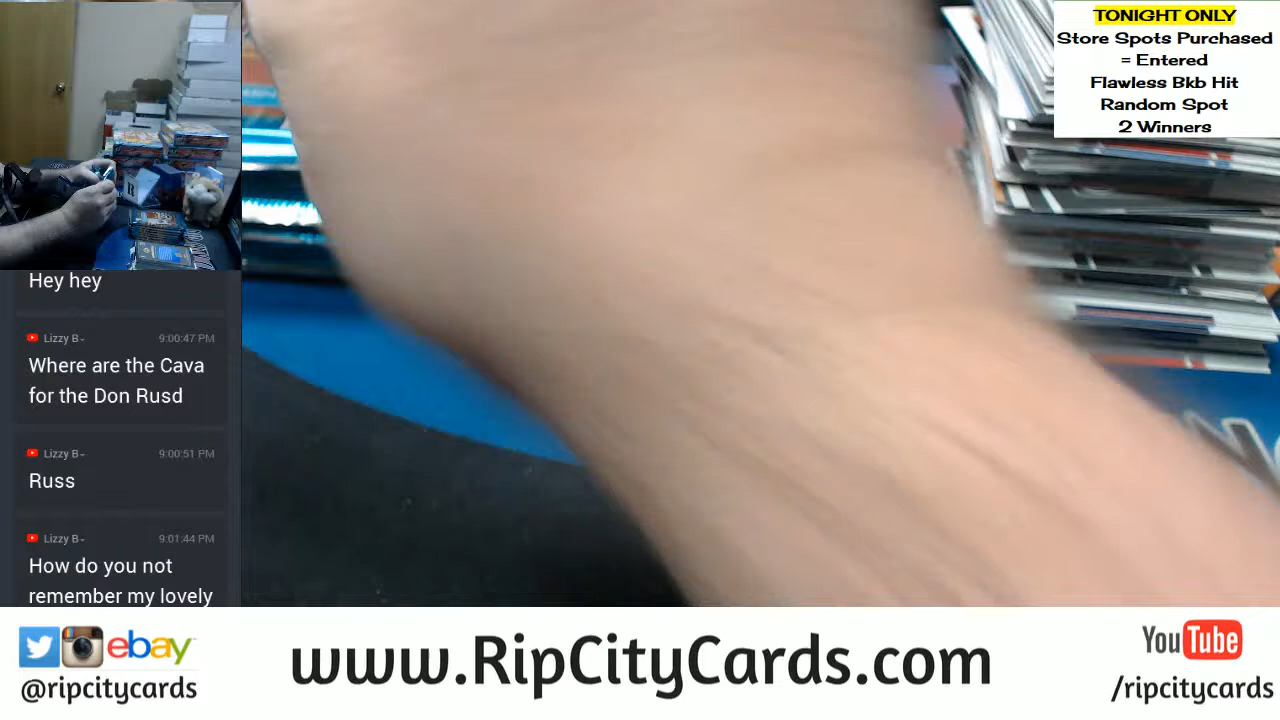 TONIGHT ONLY
Store Spots Purchased
= Entered
Flawless Bkb Hit
Random Spot
2 Winners
Hey hey
Lizzy B- 9:00:47 PM
Where are the Cava
for the Don Rusd
Lizzy B- 9:00:51 PM
Russ
Lizzy B- 9:01:44 PM
How do you not
remember my lovely
ebay
@ripcitycards
www.RipCityCards.com
YouTube
/ripcitycards